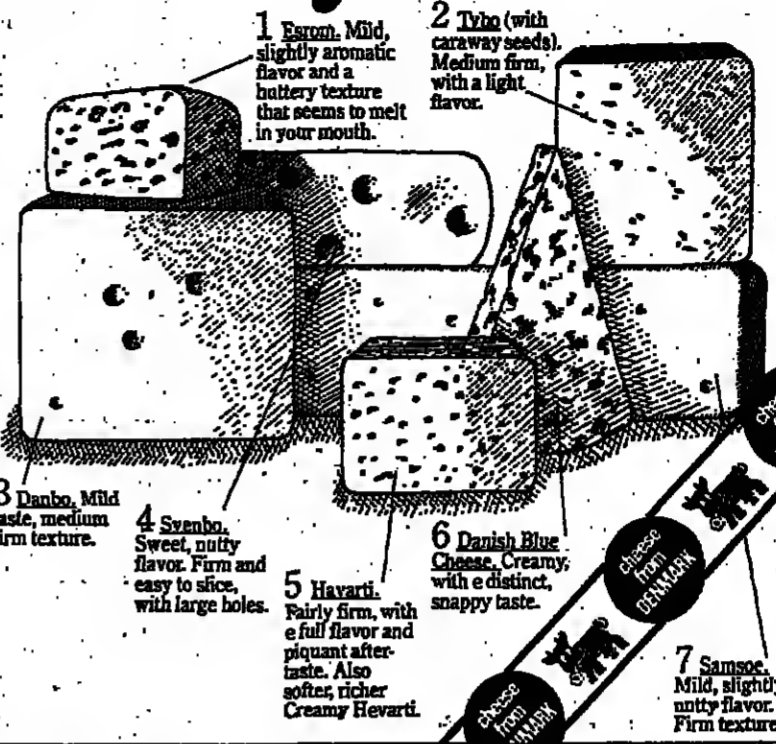 1 Esrom. Mild,
slightly aromatic
flavor and a
buttery texture
that seems to melt
in your mouth.
2 Tybo (with
caraway seeds).
Medium firm,
with a light
flavor.
3 Danbo. Mild
taste, medium
firm texture.
4 Svenbo.
Sweet, nutty
flavor. Firm and
easy to slice,
with large holes.
5 Havarti.
Fairly firm, with
e full flavor and
piquant after-
taste. Also
softer, richer
Creamy Hevarti.
6 Danish Blue
Cheese. Creamy,
with e distinct,
snappy taste.
7 Samsoe.
Mild, slightly
nutty flavor.
Firm texture
cheese
from
DENMARK
cheese
from
DENMARK